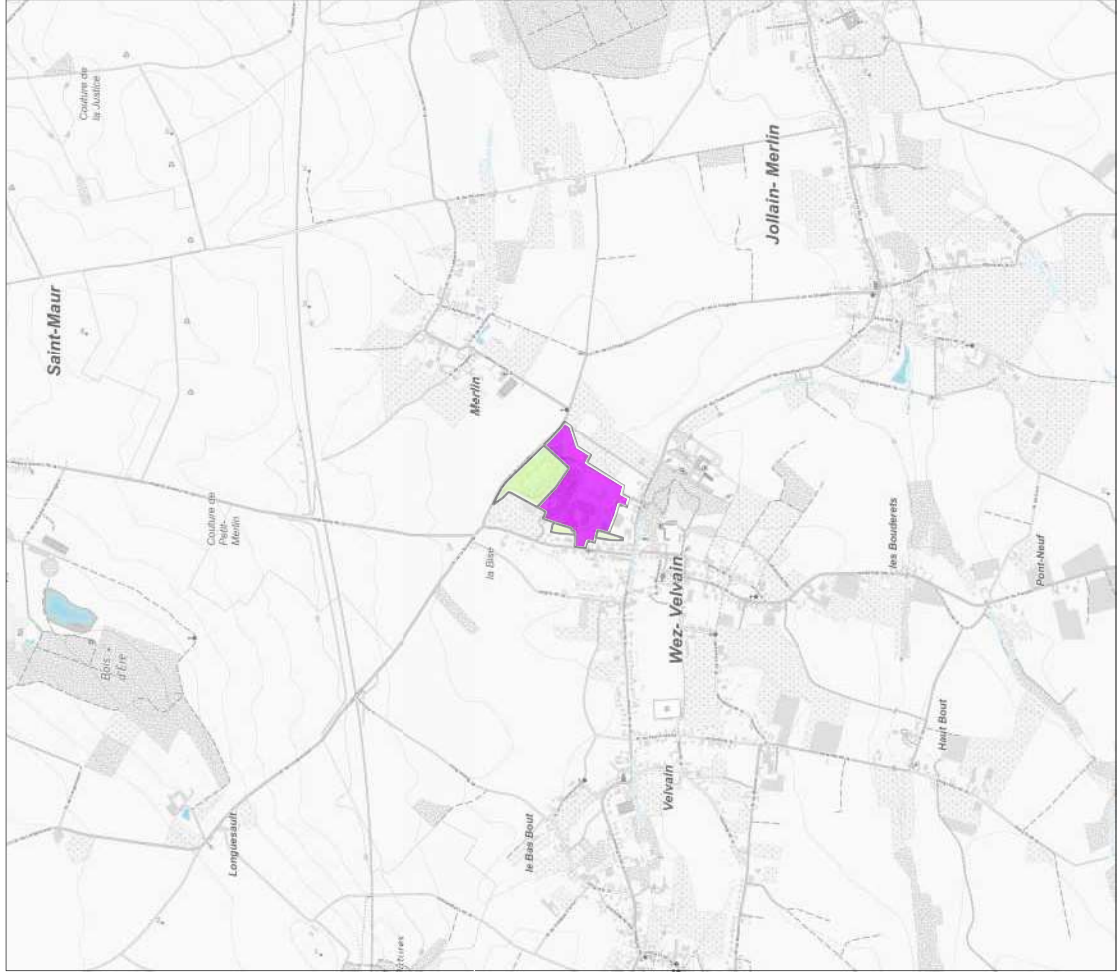 Couture de
la Justice
Saint-Maur
Jollain- Merlin
Merlin
Couture de
Petit-
Merlin
la Bise
Bois
d'Ere
les Bouderets
Pont-Neuf
Wez- Velvain
Haut Bout
Velvain
le Bas Bout
Longuesault